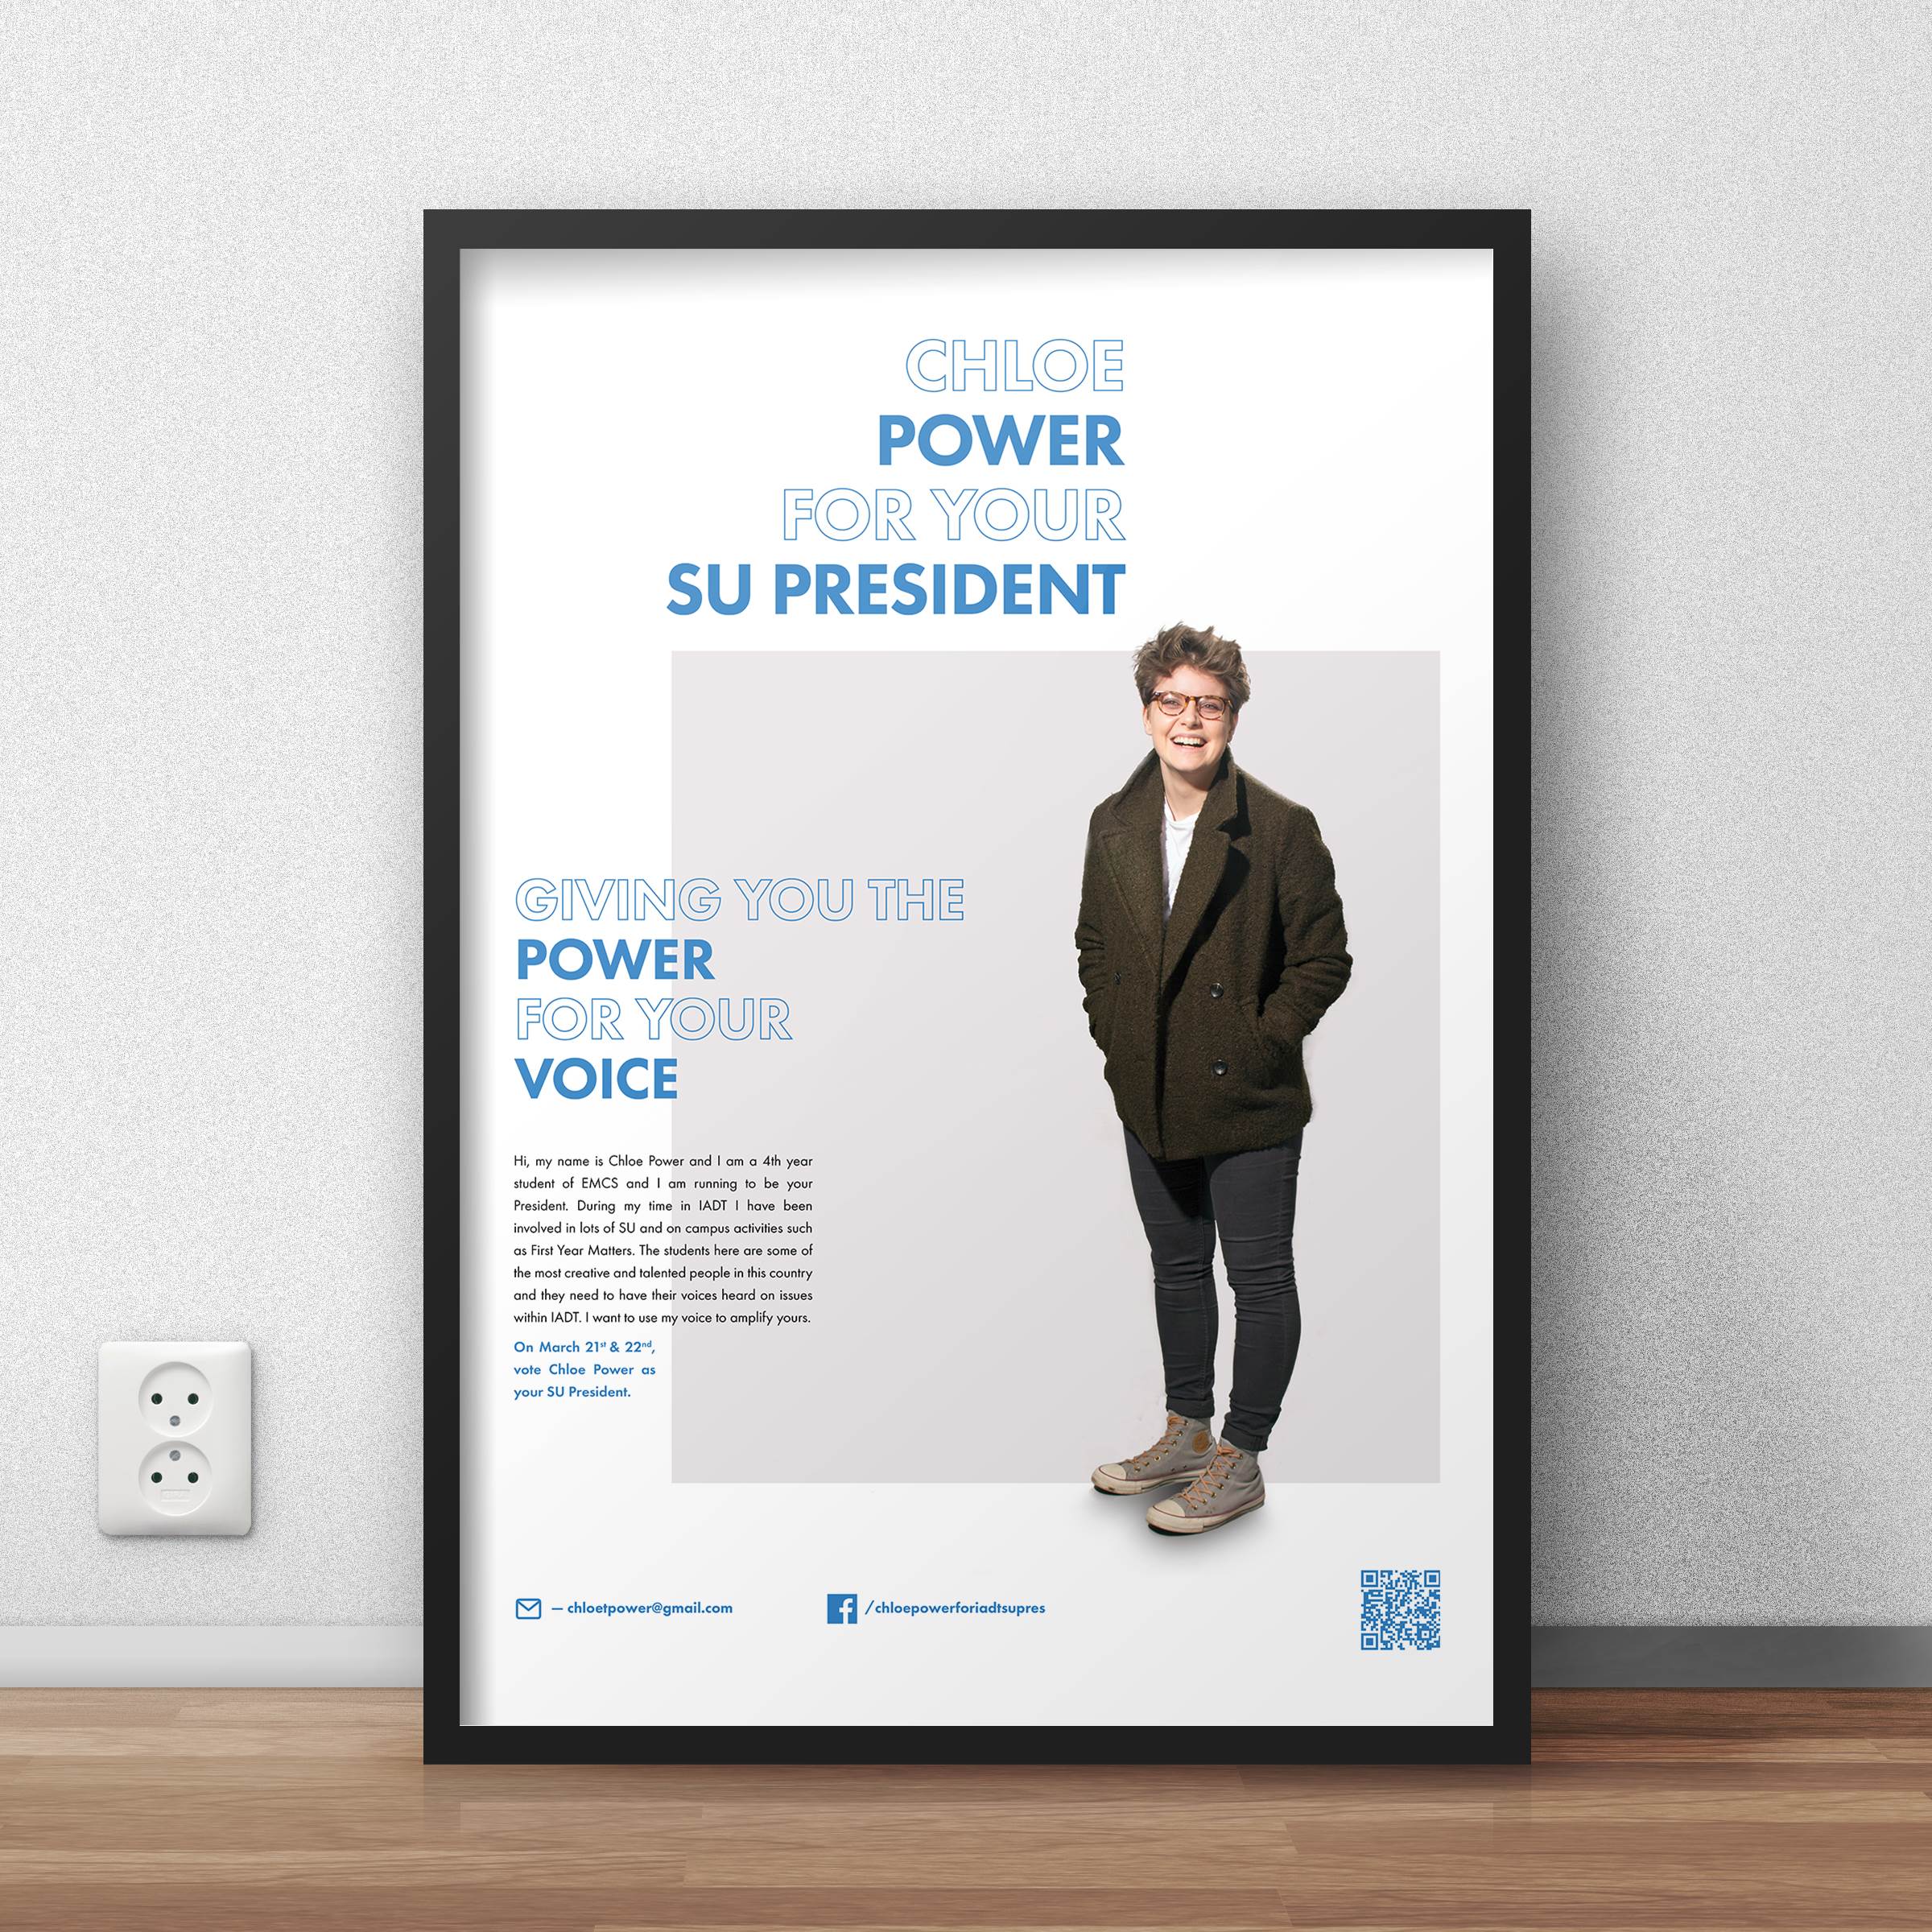 CHLOE
POWER
FOR YOUR
SU PRESIDENT
GIVING YOU THE
POWER
FOR YOUR
VOICE
Hi, my name is Chloe Power and I am a 4th year
student of EMCS and I am running to be your
President. During my time in IADT I have been
involved in lots of SU and on campus activities such
as First Year Matters. The students here are some of
the most creative and talented people in this country
and they need to have their voices heard on issues
within IADT. I want to use my voice to amplify yours.
On March 21st & 22nd,
vote Chloe Power as
your SU President.
– chloetpower@gmail.com
/chloepowerforiadtsupres